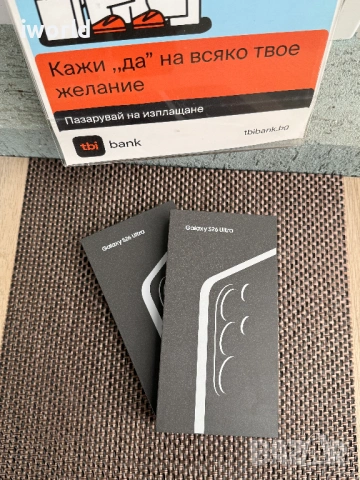 iworld
Кажи „да” на всяко твое
желание
Пазарувай на изплащане
tbi bank
tbibank.bg
Galaxy S26 Ultra
Galaxy S26 Ultra